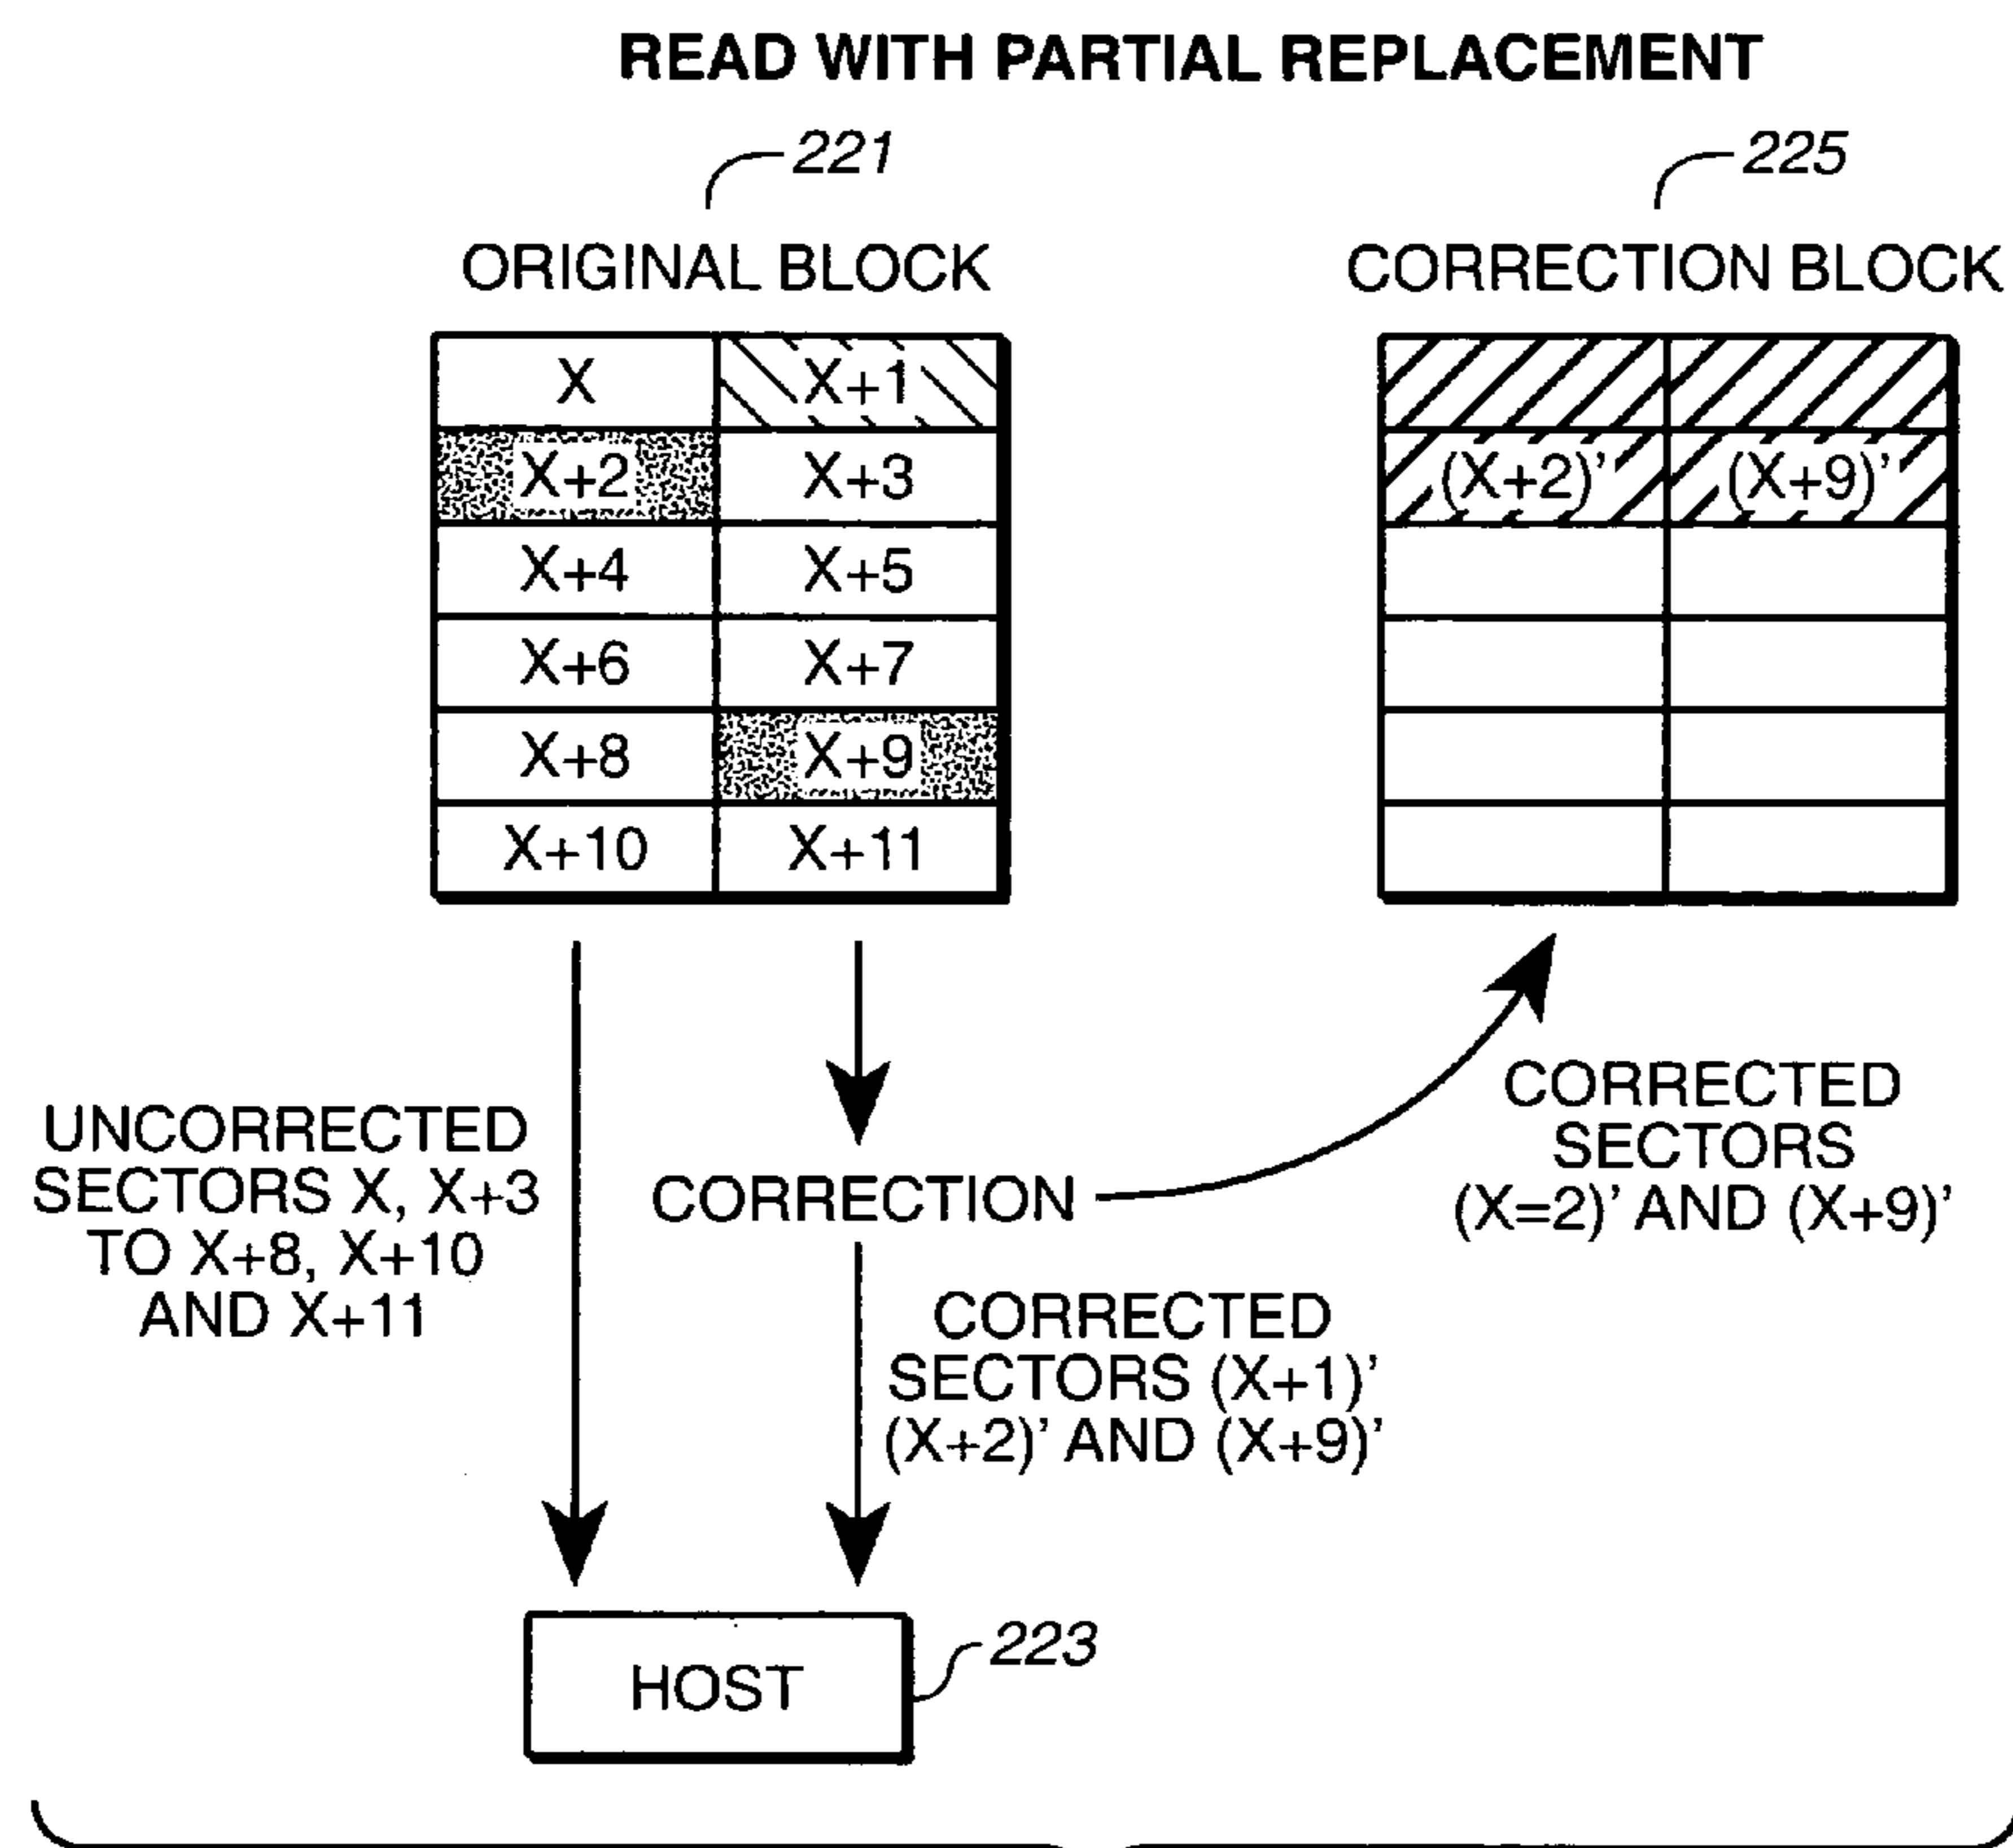 READ WITH PARTIAL REPLACEMENT
221
225
ORIGINAL BLOCK
CORRECTION BLOCK
X X+1
X+2 X+3
(X+2)' (X+9)'
X+4 X+5
X+6 X+7
X+8 X+9
X+10 X+11
UNCORRECTED
SECTORS X, X+3
TO X+8, X+10
AND X+11
CORRECTION
CORRECTED
SECTORS
(X=2)' AND (X+9)'
CORRECTED
SECTORS (X+1)'
(X+2)' AND (X+9)'
HOST
223